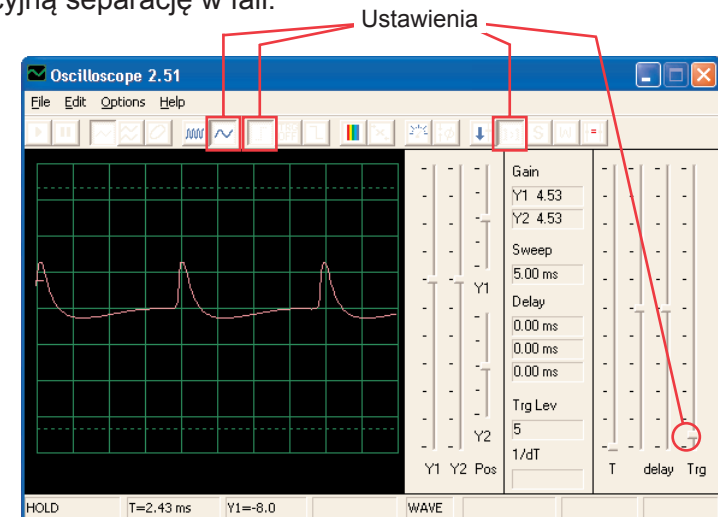 cyjną separację w fali.
Ustawienia
Oscilloscope 2.51
File Edit Options Help
Gain
Y1 4.53
Y2 4.53
Sweep
5.00 ms
Y1
Delay
0.00 ms
0.00 ms
0.00 ms
Trg Lev
5
Y2
1/dT
Y1 Y2 Pos
T delay Trg
HOLD T=2.43 ms Y1=-8.0 WAVE